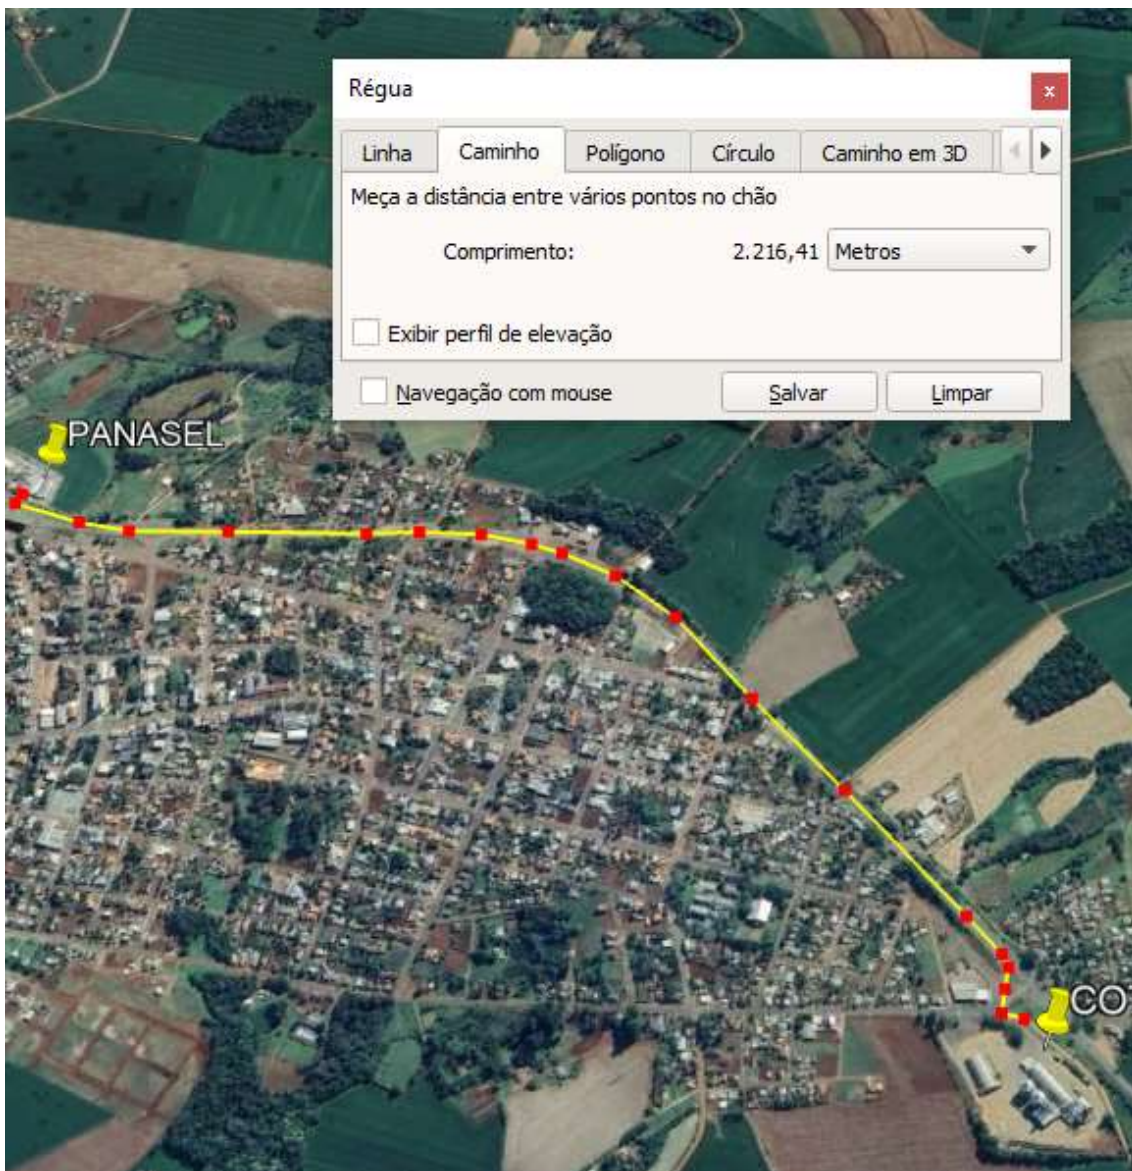 Régua
x
Linha Caminho Polígono Círculo Caminho em 3D
Meça a distância entre vários pontos no chão
Comprimento: 2.216,41 Metros
Exibir perfil de elevação
Navegação com mouse Salvar Limpar
PANASEL
CO